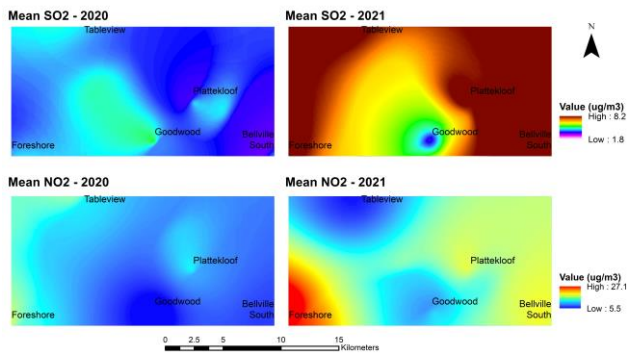 Mean SO2 - 2020
Tableview
Plattekloof
Goodwood
Foreshore
Bellville
South
Mean SO2 - 2021
Tableview
Plattekloof
Goodwood
Foreshore
Bellville
South
N
Value (ug/m3)
High : 8.2
Low : 1.8
Mean NO2 - 2020
Tableview
Plattekloof
Goodwood
Foreshore
Bellville
South
Mean NO2 - 2021
Tableview
Plattekloof
Goodwood
Foreshore
Bellville
South
Value (ug/m3)
High : 27.1
Low : 5.5
0 2.5 5 10 15
Kilometers